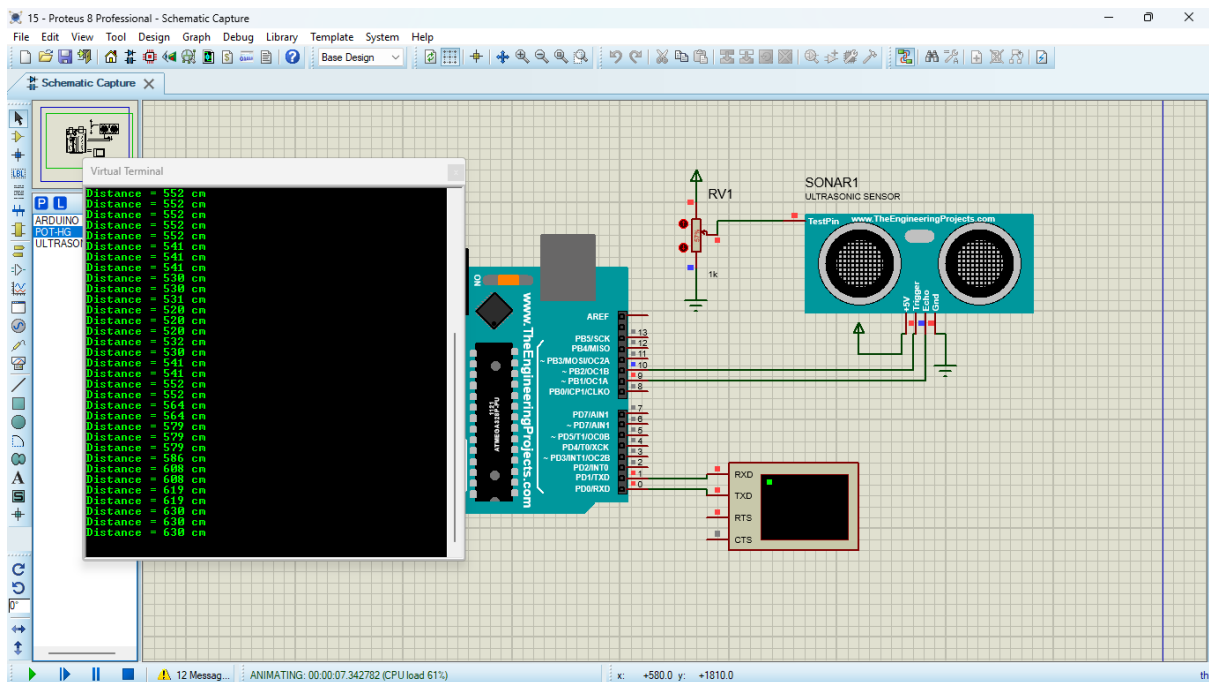 15 - Proteus 8 Professional - Schematic Capture
File Edit View Tool Design Graph Debug Library Template System Help
Base Design
Schematic Capture
Virtual Terminal
Distance = 552 cm
Distance = 552 cm
Distance = 552 cm
Distance = 552 cm
Distance = 552 cm
Distance = 541 cm
Distance = 541 cm
Distance = 541 cm
Distance = 530 cm
Distance = 530 cm
Distance = 531 cm
Distance = 520 cm
Distance = 520 cm
Distance = 520 cm
Distance = 532 cm
Distance = 530 cm
Distance = 541 cm
Distance = 541 cm
Distance = 552 cm
Distance = 552 cm
Distance = 564 cm
Distance = 564 cm
Distance = 579 cm
Distance = 579 cm
Distance = 579 cm
Distance = 586 cm
Distance = 608 cm
Distance = 608 cm
Distance = 619 cm
Distance = 619 cm
Distance = 630 cm
Distance = 630 cm
Distance = 630 cm
LBL
P L
ARDUINO
POT-HG
ULTRASO
A
S
0°
RV1
57%
1k
SONAR1
ULTRASONIC SENSOR
TestPin www.TheEngineeringProjects.com
+5V
Trigger
Echo
Gnd
ON
www.TheEngineeringProjects.com
1121
ATMEGA328P-PU
AREF
13
PB5/SCK
12
PB4/MISO
11
~ PB3/MOSI/OC2A
10
~ PB2/OC1B
9
~ PB1/OC1A
8
PB0/ICP1/CLKO
7
PD7/AIN1
6
~ PD7/AIN1
5
~ PD5/T1/OC0B
4
PD4/T0/XCK
3
~ PD3/INT1/OC2B
2
PD2/INT0
1
PD1/TXD
0
PD0/RXD
RXD
TXD
RTS
CTS
12 Messag...
ANIMATING: 00:00:07.342782 (CPU load 61%)
x: +580.0 y: +1810.0
th